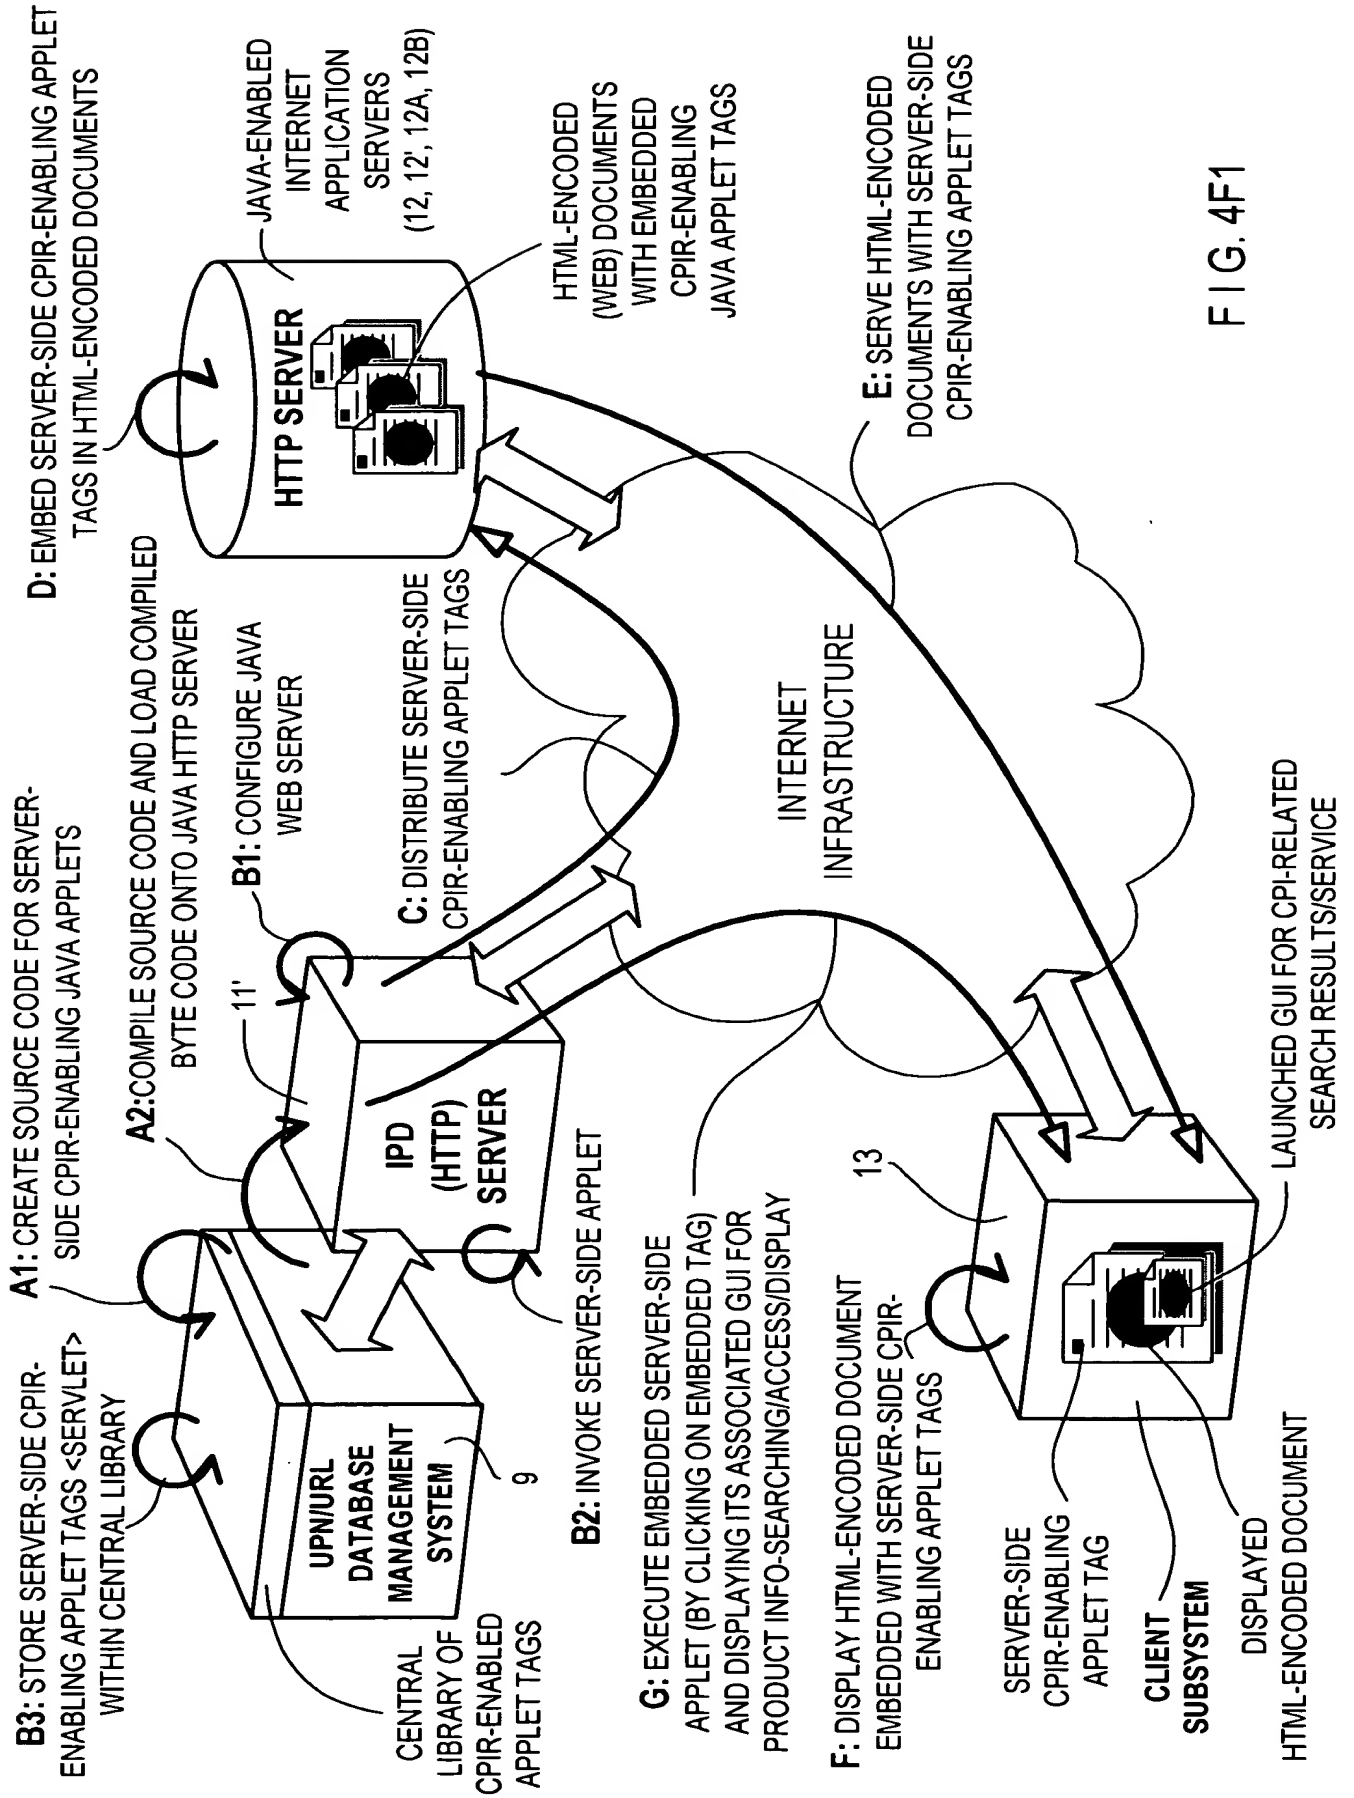 B3: STORE SERVER-SIDE CPIR-
ENABLING APPLET TAGS <SERVLET>
WITHIN CENTRAL LIBRARY
A1: CREATE SOURCE CODE FOR SERVER-
SIDE CPIR-ENABLING JAVA APPLETS
A2:COMPILE SOURCE CODE AND LOAD COMPILED
BYTE CODE ONTO JAVA HTTP SERVER
D: EMBED SERVER-SIDE CPIR-ENABLING APPLET
TAGS IN HTML-ENCODED DOCUMENTS
11'
B1: CONFIGURE JAVA
WEB SERVER
HTTP SERVER
JAVA-ENABLED
INTERNET
APPLICATION
SERVERS
(12, 12', 12A, 12B)
UPN/URL
DATABASE
MANAGEMENT
SYSTEM
9
IPD
(HTTP)
SERVER
C: DISTRIBUTE SERVER-SIDE
CPIR-ENABLING APPLET TAGS
HTML-ENCODED
(WEB) DOCUMENTS
WITH EMBEDDED
CPIR-ENABLING
JAVA APPLET TAGS
CENTRAL
LIBRARY OF
CPIR-ENABLED
APPLET TAGS
B2: INVOKE SERVER-SIDE APPLET
G: EXECUTE EMBEDDED SERVER-SIDE
APPLET (BY CLICKING ON EMBEDDED TAG)
AND DISPLAYING ITS ASSOCIATED GUI FOR
PRODUCT INFO-SEARCHING/ACCESS/DISPLAY
INTERNET
INFRASTRUCTURE
E: SERVE HTML-ENCODED
DOCUMENTS WITH SERVER-SIDE
CPIR-ENABLING APPLET TAGS
F: DISPLAY HTML-ENCODED DOCUMENT
EMBEDDED WITH SERVER-SIDE CPIR-
ENABLING APPLET TAGS
13
SERVER-SIDE
CPIR-ENABLING
APPLET TAG
CLIENT
SUBSYSTEM
DISPLAYED
HTML-ENCODED DOCUMENT
LAUNCHED GUI FOR CPI-RELATED
SEARCH RESULTS/SERVICE
FIG. 4F1